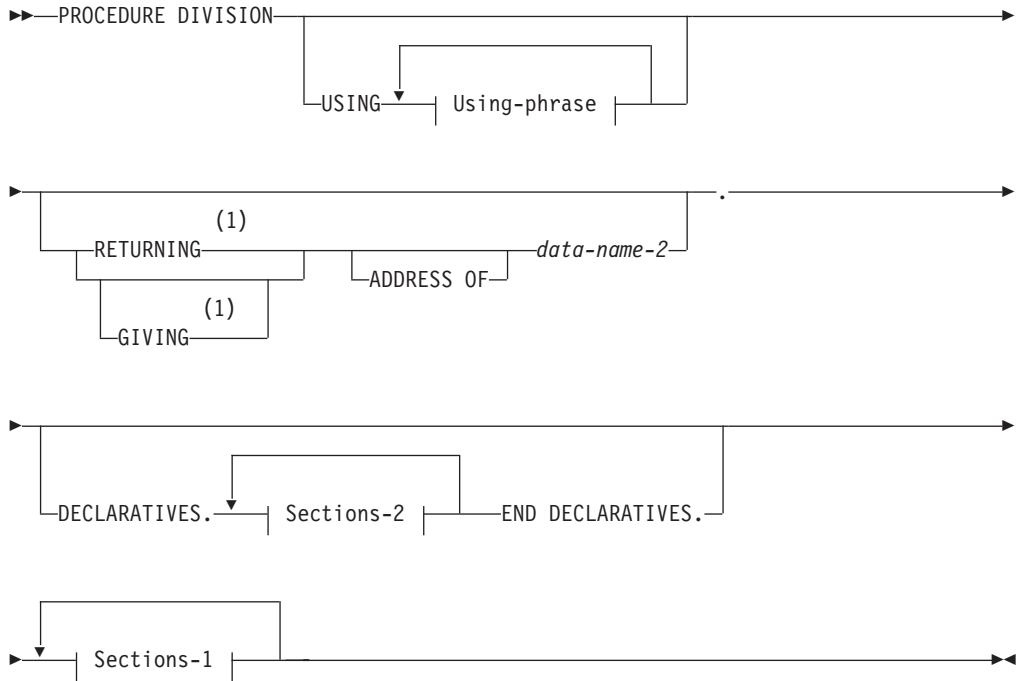 PROCEDURE DIVISION
USING Using-phrase
.
(1)
RETURNING data-name-2
ADDRESS OF
(1)
GIVING
DECLARATIVES. Sections-2 END DECLARATIVES.
Sections-1